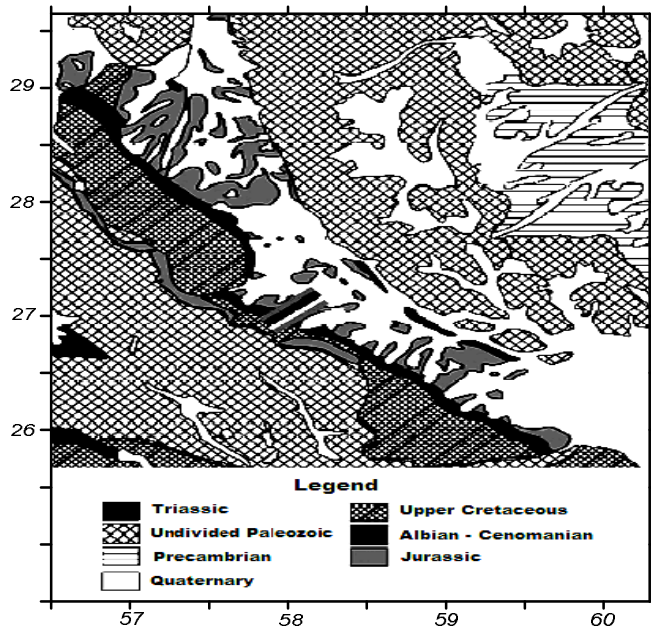 29
28
27
26
Legend
Triassic
Undivided Paleozoic
Precambrian
Quaternary
Upper Cretaceous
Albian - Cenomanian
Jurassic
57 58 59 60